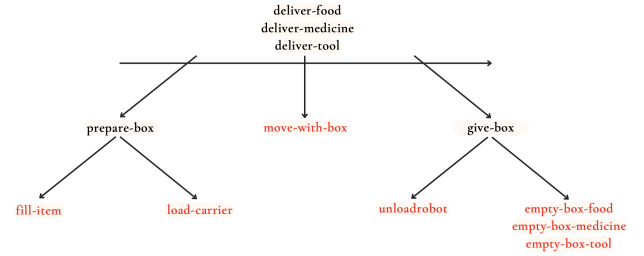 deliver-food
deliver-medicine
deliver-tool
prepare-box
move-with-box
give-box
fill-item
load-carrier
unloadrobot
empty-box-food
empty-box-medicine
empty-box-tool